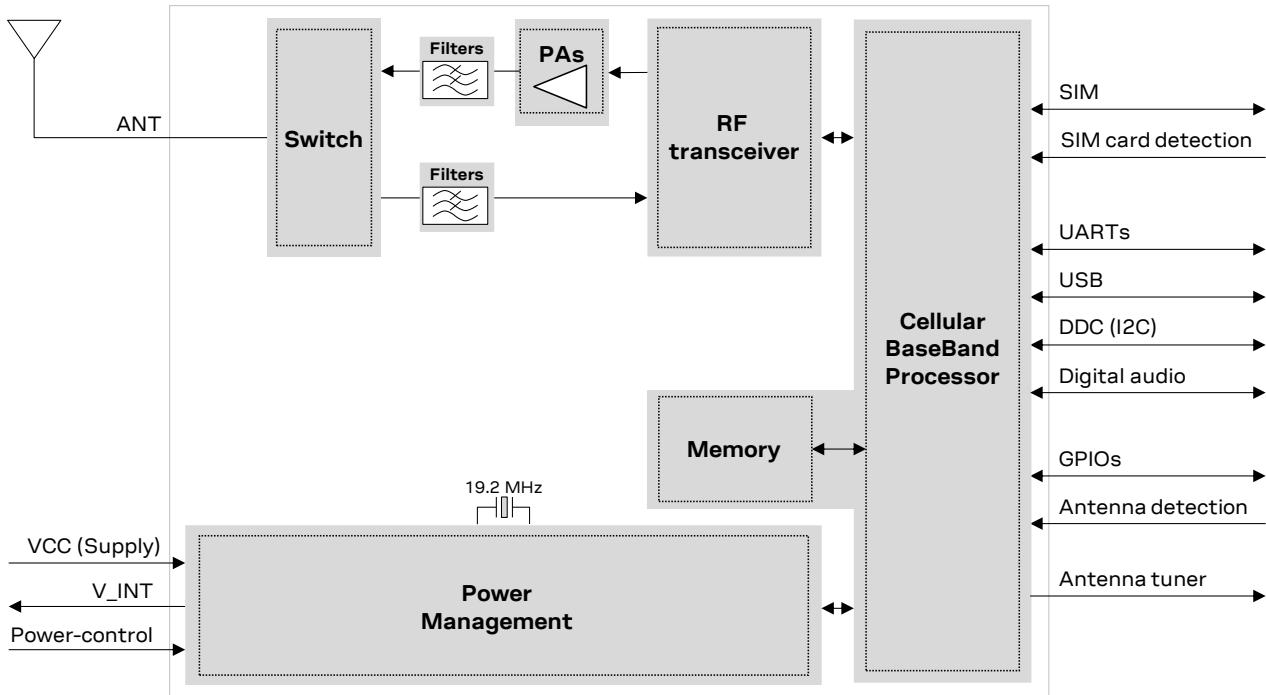 Filters
PAs
Filters
ANT
Switch
RF
transceiver
SIM
SIM card detection
UARTs
USB
DDC (I2C)
Digital audio
Cellular
BaseBand
Processor
Memory
GPIOs
Antenna detection
Antenna tuner
19.2 MHz
VCC (Supply)
V_INT
Power-control
Power
Management